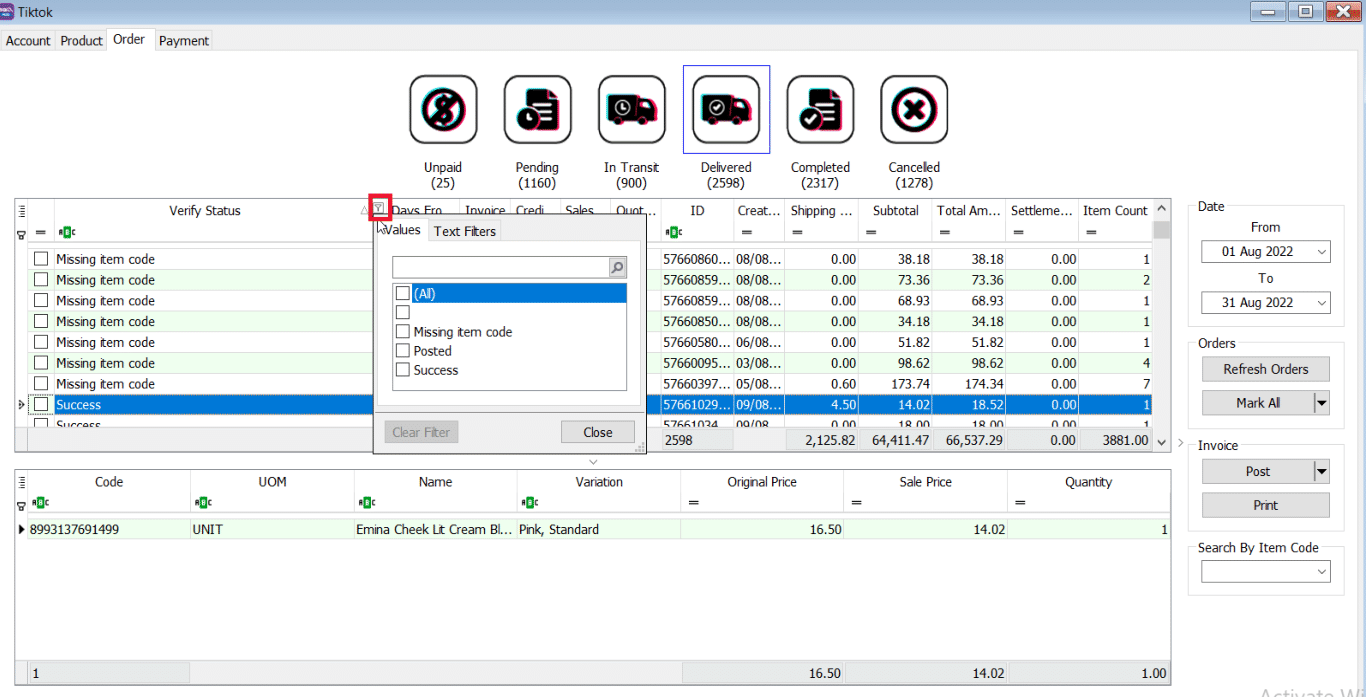 Tiktok
Account Product Order Payment
Unpaid
(25)
Pending
(1160)
In Transit
(900)
Delivered
(2598)
Completed
(2317)
Cancelled
(1278)
Verify Status Days Fro... Invoice Credi... Sales Quot... ID Creat... Shipping ... Subtotal Total Am... Settleme... Item Count
Missing item code 57660860... 08/08... 0.00 38.18 38.18 0.00 1
Missing item code 57660859... 08/08... 0.00 73.36 73.36 0.00 2
Missing item code 57660859... 08/08... 0.00 68.93 68.93 0.00 1
Missing item code 57660850... 08/08... 0.00 34.18 34.18 0.00 1
Missing item code 57660580... 06/08... 0.00 51.82 51.82 0.00 1
Missing item code 57660095... 03/08... 0.00 98.62 98.62 0.00 4
Missing item code 57660397... 05/08... 0.60 173.74 174.34 0.00 7
Success 57661029... 09/08... 4.50 14.02 18.52 0.00 1
Success 57661034... 09/08... 0.00 18.00 18.00 0.00 1
2598 2,125.82 64,411.47 66,537.29 0.00 3881.00
Values Text Filters
(All)
Missing item code
Posted
Success
Clear Filter Close
Date
From
01 Aug 2022
To
31 Aug 2022
Orders
Refresh Orders
Mark All
Invoice
Post
Print
Search By Item Code
Code UOM Name Variation Original Price Sale Price Quantity
8993137691499 UNIT Emina Cheek Lit Cream Bl... Pink, Standard 16.50 14.02 1
1 16.50 14.02 1.00